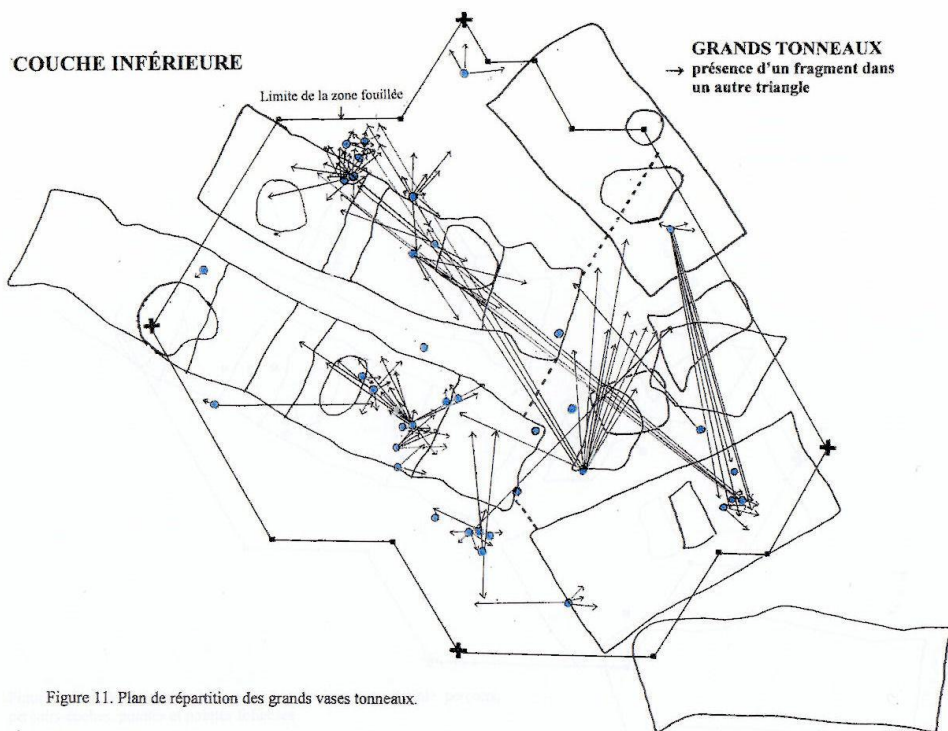 COUCHE INFÉRIEURE
GRANDS TONNEAUX
→ présence d'un fragment dans
un autre triangle
Limite de la zone fouillée
Figure 11. Plan de répartition des grands vases tonneaux.